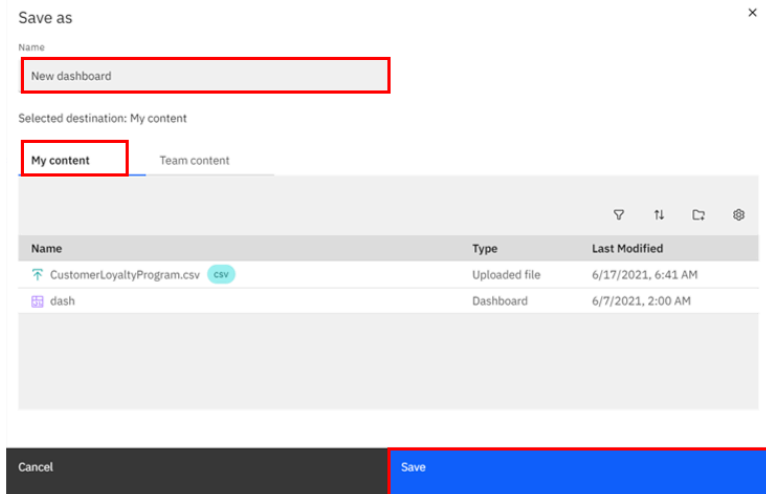 Save as
Name
New dashboard
Selected destination: My content
My content Team content
Name Type Last Modified
CustomerLoyaltyProgram.csv csv Uploaded file 6/17/2021, 6:41 AM
dash Dashboard 6/7/2021, 2:00 AM
Cancel Save